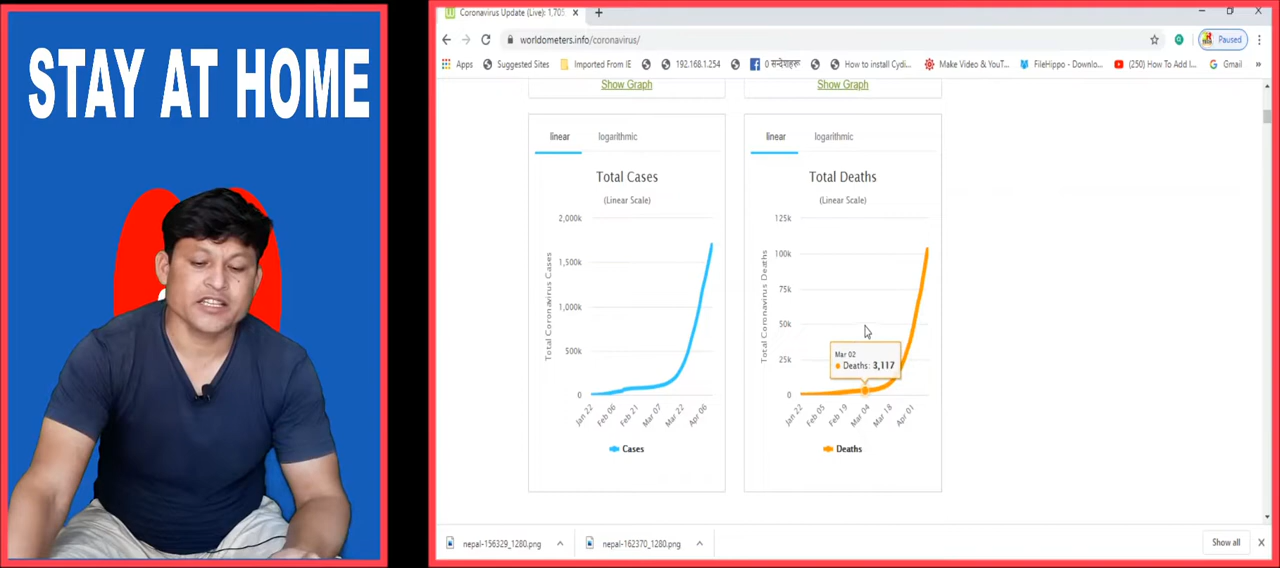 STAY AT HOME
Coronavirus Update (Live): 1,705
worldometers.info/coronavirus/
Paused
Apps
Suggested Sites
Imported From IE
192.168.1.254
0 सन्देशहरू
How to install Cydi...
Make Video & YouT...
FileHippo - Downlo...
(250) How To Add I...
Gmail
»
Show Graph
Show Graph
linear
logarithmic
Total Cases
(Linear Scale)
Total Coronavirus Cases
2,000k
1,500k
1,000k
500k
0
Jan 22
Feb 06
Feb 21
Mar 07
Mar 22
Apr 06
Cases
linear
logarithmic
Total Deaths
(Linear Scale)
Total Coronavirus Deaths
125k
100k
75k
50k
25k
0
Mar 02
Deaths: 3,117
Jan 22
Feb 05
Feb 19
Mar 04
Mar 18
Apr 01
Deaths
nepal-156329_1280.png
nepal-162370_1280.png
Show all